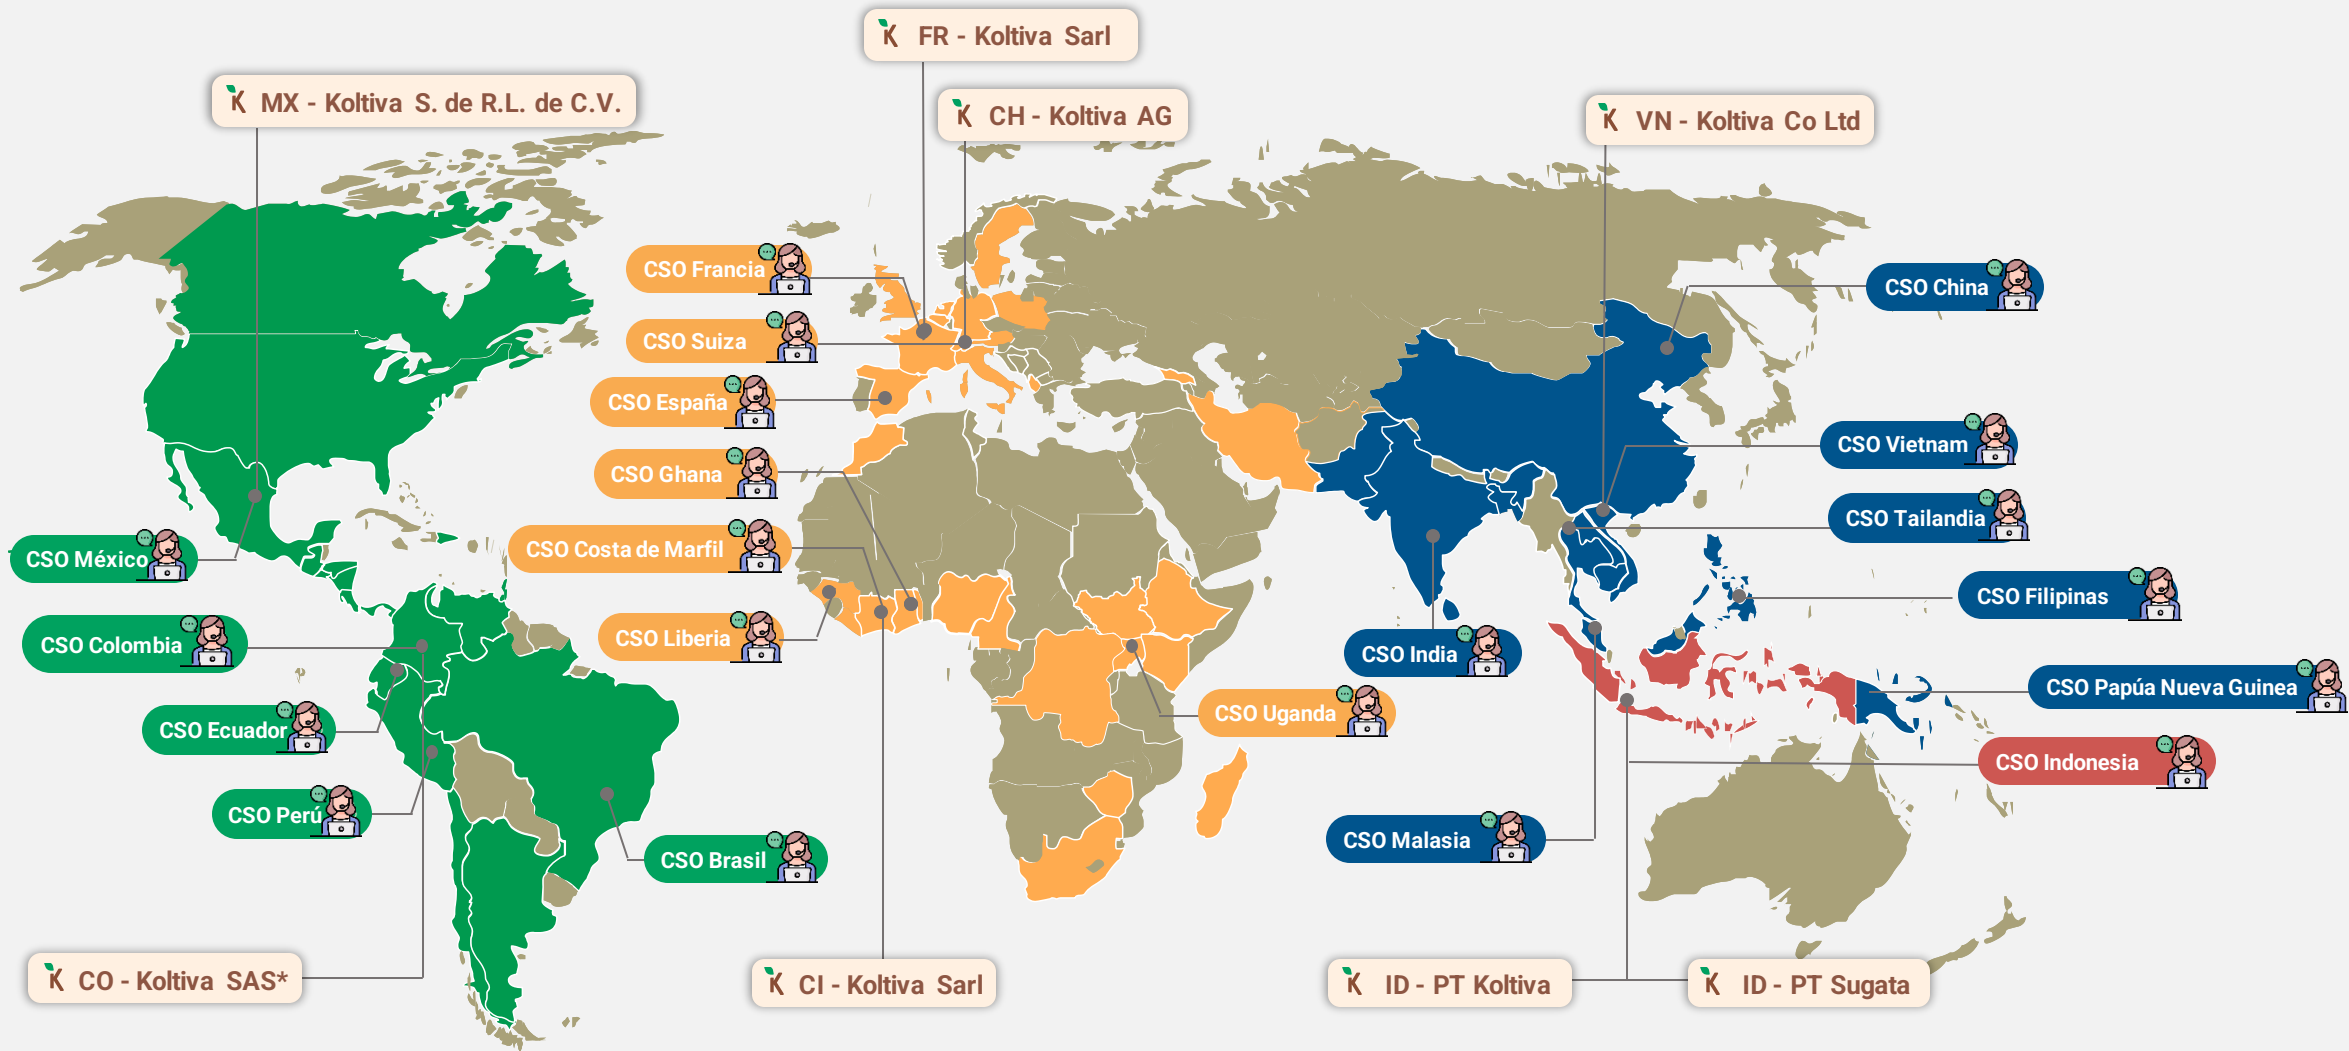 FR - Koltiva Sarl
MX - Koltiva S. de R.L. de C.V.
CH - Koltiva AG
VN - Koltiva Co Ltd
CSO Francia
CSO China
CSO Suiza
CSO España
CSO Vietnam
CSO Ghana
CSO Tailandia
CSO Costa de Marfil
CSO México
CSO Filipinas
CSO Liberia
CSO Colombia
CSO India
CSO Papúa Nueva Guinea
CSO Uganda
CSO Ecuador
CSO Indonesia
CSO Perú
CSO Malasia
CSO Brasil
CO - Koltiva SAS*
CI - Koltiva Sarl
ID - PT Koltiva
ID - PT Sugata